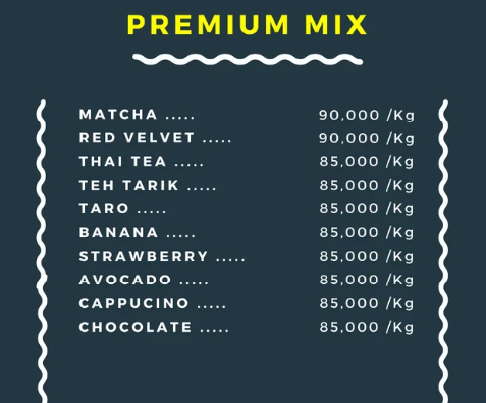 PREMIUM MIX
MATCHA ..... 90,000 /Kg
RED VELVET ..... 90,000 /Kg
THAI TEA ..... 85,000 /Kg
TEH TARIK ..... 85,000 /Kg
TARO ..... 85,000 /Kg
BANANA ..... 85,000 /Kg
STRAWBERRY ..... 85,000 /Kg
AVOCADO ..... 85,000 /Kg
CAPPUCINO ..... 85,000 /Kg
CHOCOLATE ..... 85,000 /Kg